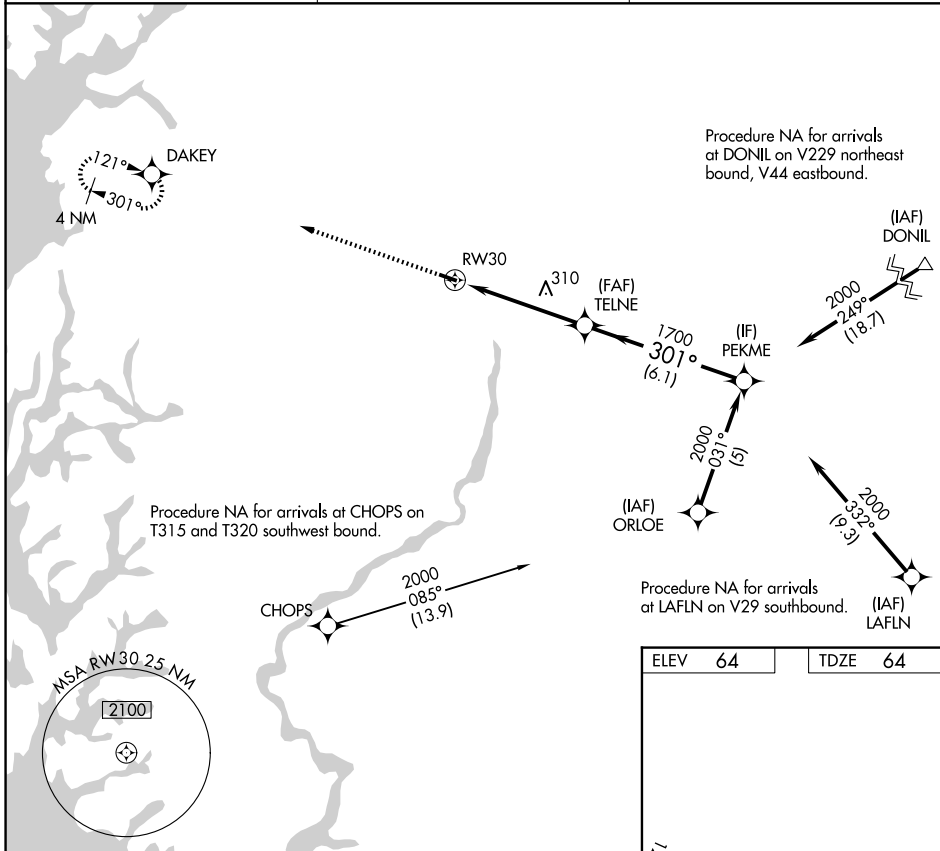 121°
DAKEY
301°
4 NM
Procedure NA for arrivals
at DONIL on V229 northeast
bound, V44 eastbound.
(IAF)
DONIL
2000
249°
(18.7)
RW30
310
(FAF)
TELNE
1700
301°
(6.1)
(IF)
PEKME
2000
031°
(5)
(IAF)
ORLOE
2000
332°
(9.3)
(IAF)
LAFLN
Procedure NA for arrivals at CHOPS on
T315 and T320 southwest bound.
2000
085°
(13.9)
CHOPS
Procedure NA for arrivals
at LAFLN on V29 southbound.
MSA RW30 25 NM
2100
ELEV 64
TDZE 64